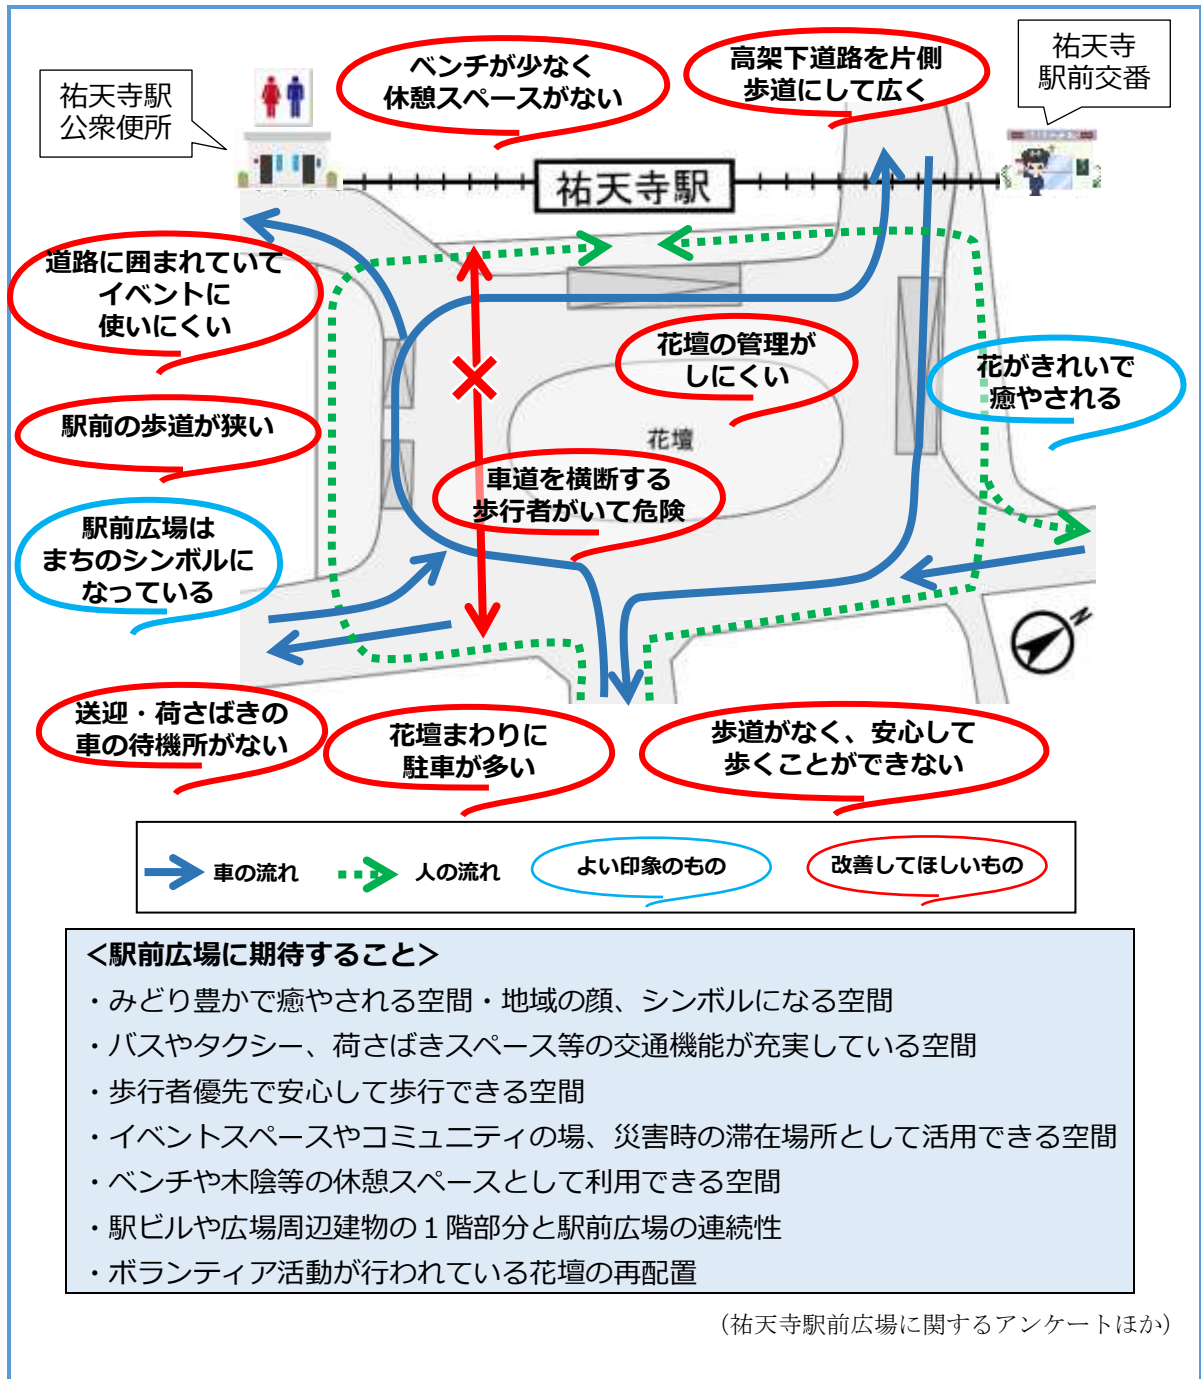 ベンチが少なく
休憩スペースがない
高架下道路を片側
歩道にして広く
祐天寺
駅前交番
祐天寺駅
公衆便所
祐天寺駅
道路に囲まれていて
イベントに
使いにくい
花壇の管理が
しにくい
花がきれいで
癒やされる
駅前の歩道が狭い
花壇
車道を横断する
歩行者がいて危険
駅前広場は
まちのシンボルに
なっている
N
送迎・荷さばきの
車の待機所がない
花壇まわりに
駐車が多い
歩道がなく、安心して
歩くことができない
車の流れ
人の流れ
よい印象のもの
改善してほしいもの
＜駅前広場に期待すること＞
・みどり豊かで癒やされる空間・地域の顔、シンボルになる空間
・バスやタクシー、荷さばきスペース等の交通機能が充実している空間
・歩行者優先で安心して歩行できる空間
・イベントスペースやコミュニティの場、災害時の滞在場所として活用できる空間
・ベンチや木陰等の休憩スペースとして利用できる空間
・駅ビルや広場周辺建物の１階部分と駅前広場の連続性
・ボランティア活動が行われている花壇の再配置
（祐天寺駅前広場に関するアンケートほか）